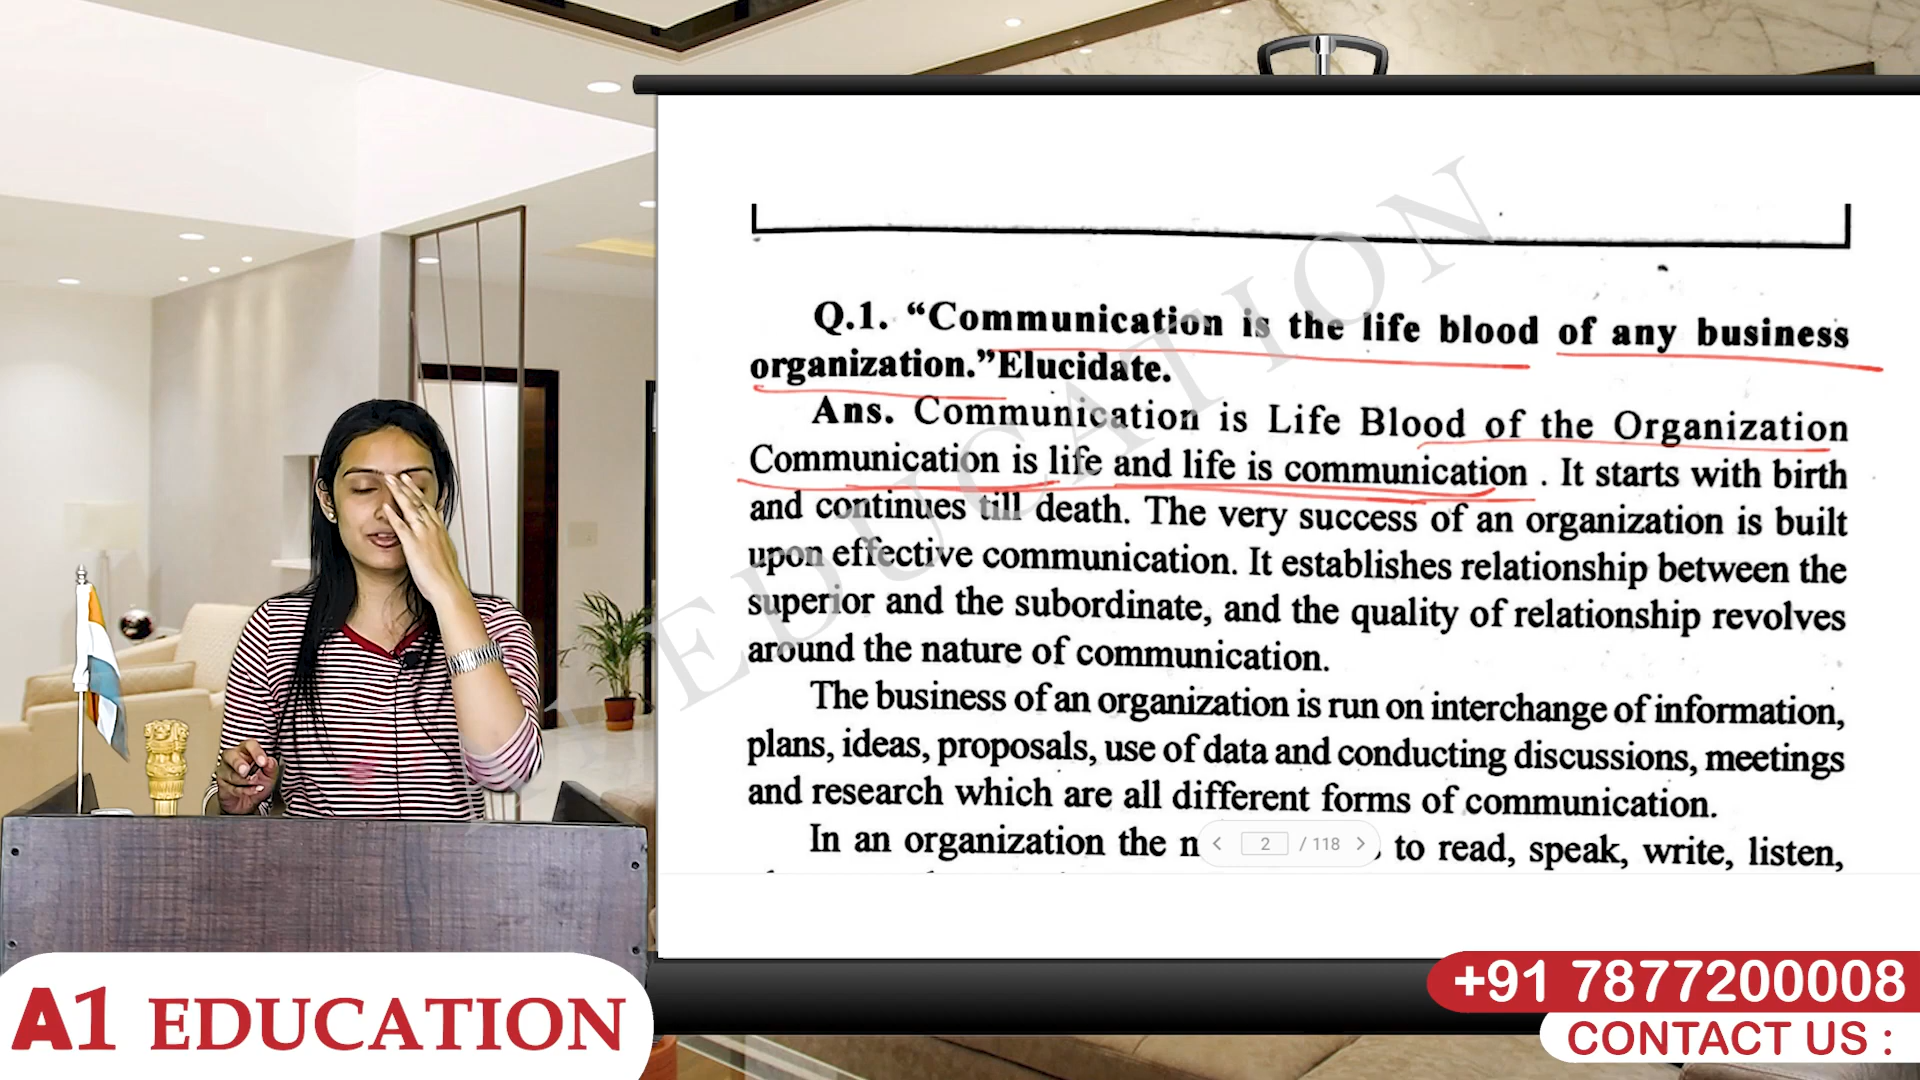 Q.1. “Communication is the life blood of any business
organization.”Elucidate.
Ans. Communication is Life Blood of the Organization
Communication is life and life is communication . It starts with birth
and continues till death. The very success of an organization is built
upon effective communication. It establishes relationship between the
superior and the subordinate, and the quality of relationship revolves
around the nature of communication.
The business of an organization is run on interchange of information,
plans, ideas, proposals, use of data and conducting discussions, meetings
and research which are all different forms of communication.
In an organization the n
to read, speak, write, listen,
2 / 118
A1 EDUCATION
A1 EDUCATION
+91 7877200008
CONTACT US :